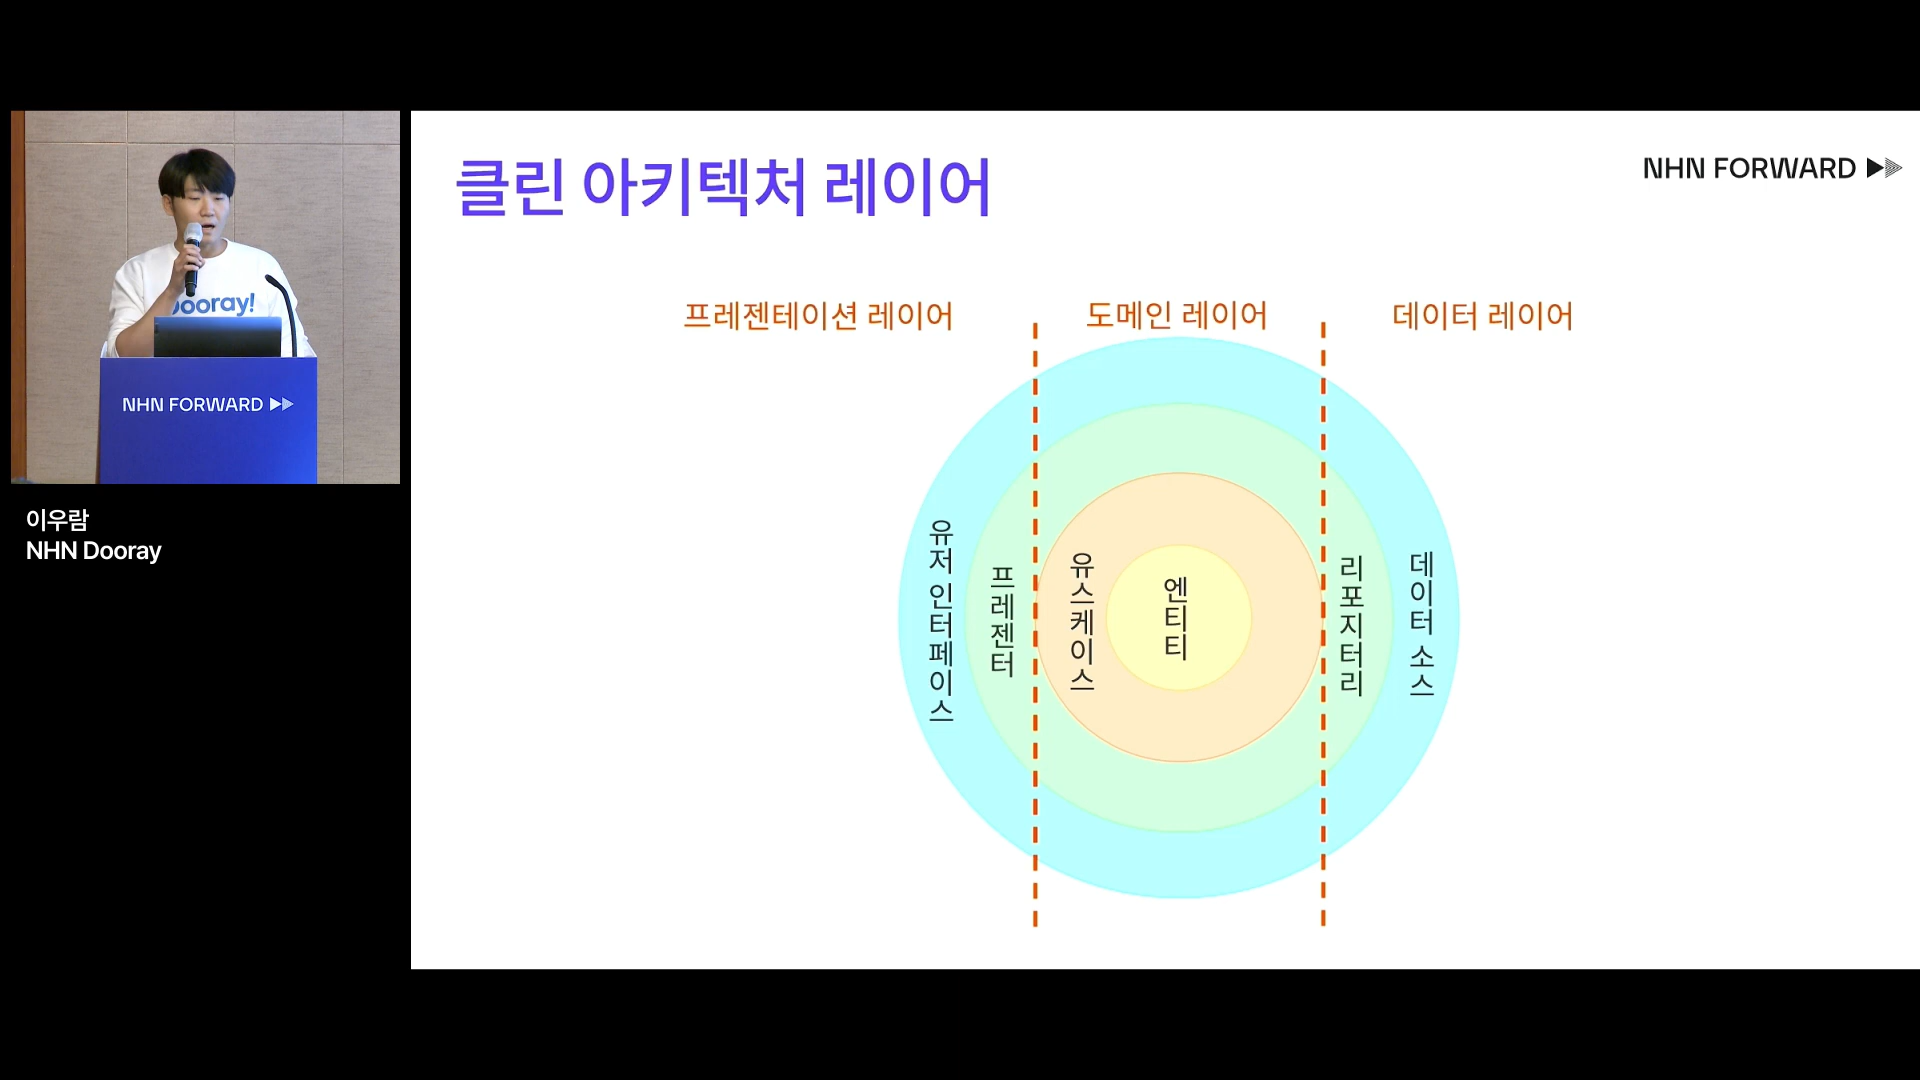 클린 아키텍처 레이어
NHN FORWARD
프레젠테이션 레이어
도메인 레이어
데이터 레이어
유저 인터페이스
프레젠터
유스케이스
엔티티
리포지터리
데이터 소스
Dooray!
NHN FORWARD
이우람
NHN Dooray